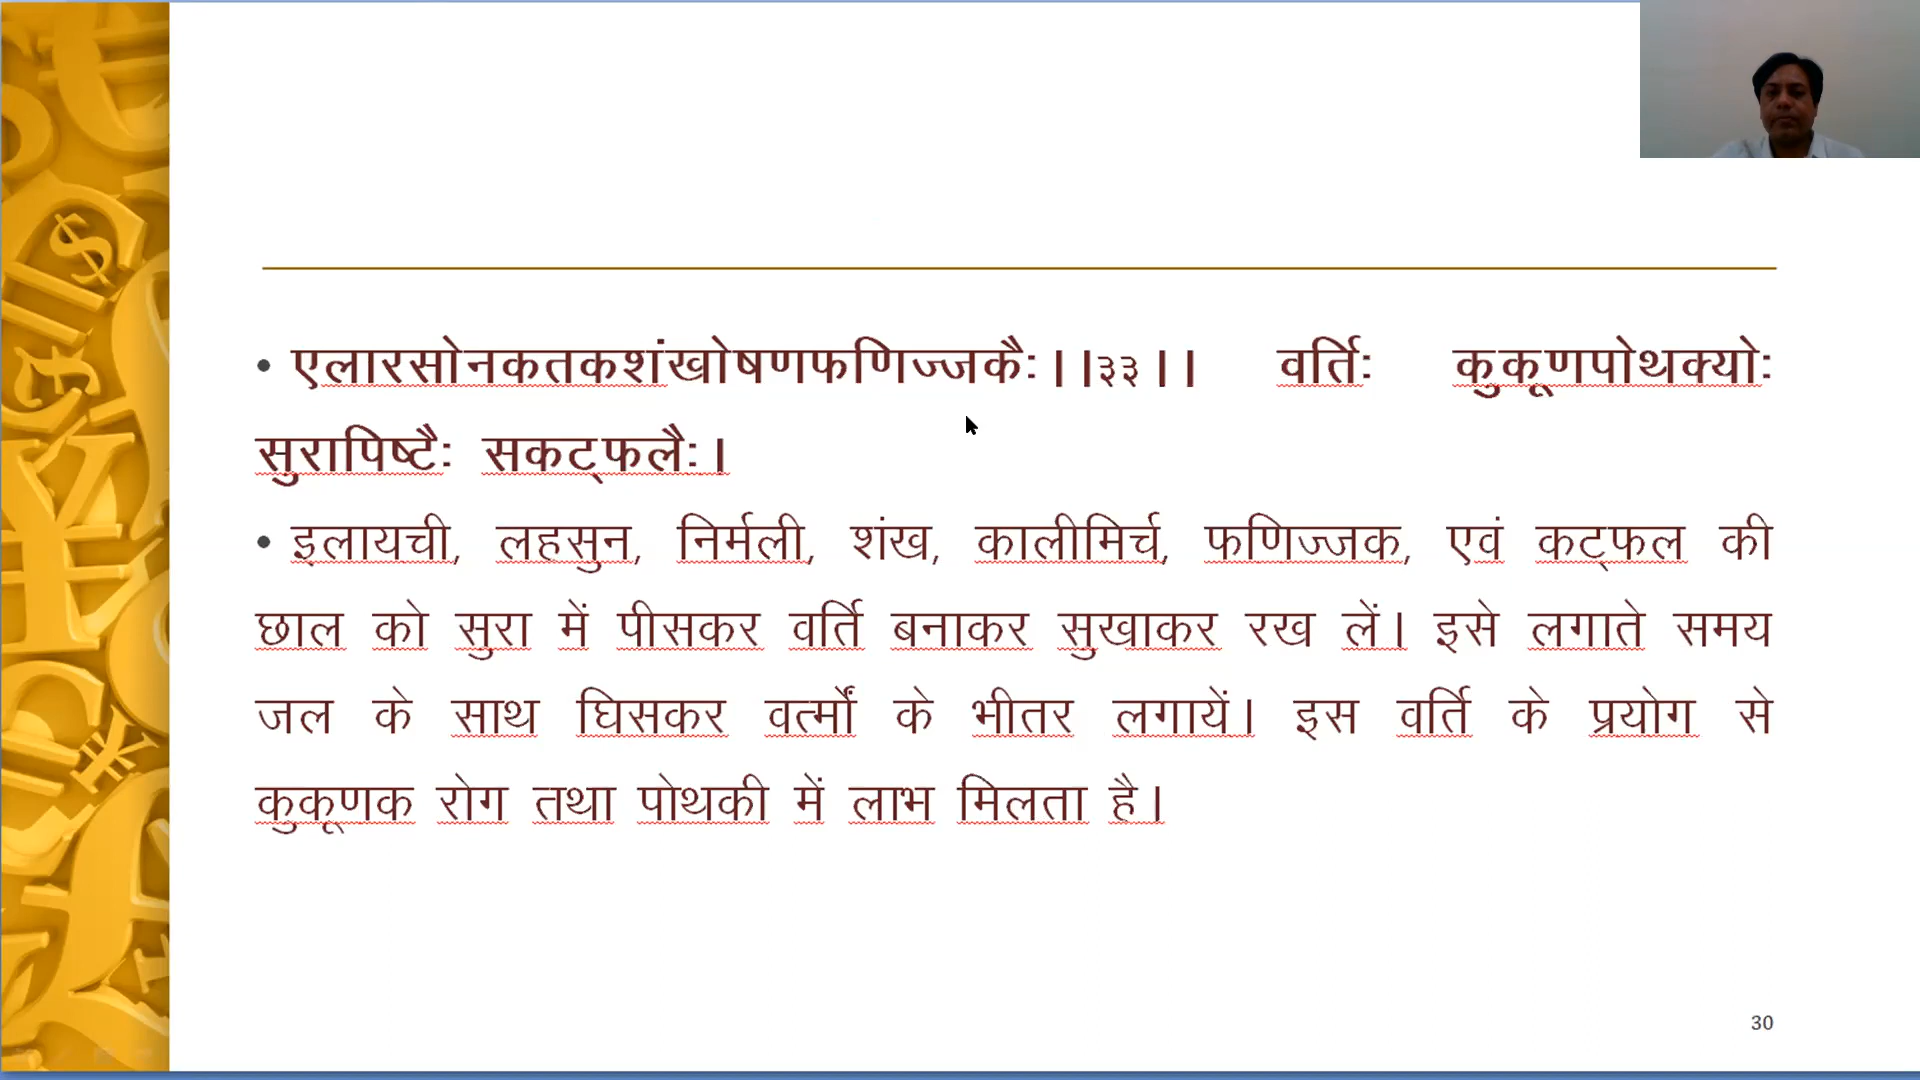 • एलारसोनकतकशंखोषणफणिज्जकैः।।३३।। वर्तिः कुकूणपोथक्योः
सुरापिष्टैः सकट्फलैः।
• इलायची, लहसुन, निर्मली, शंख, कालीमिर्च, फणिज्जक, एवं कट्फल की
छाल को सुरा में पीसकर वर्ति बनाकर सुखाकर रख लें। इसे लगाते समय
जल के साथ घिसकर वर्त्मों के भीतर लगायें। इस वर्ति के प्रयोग से
कुकूणक रोग तथा पोथकी में लाभ मिलता है।
30